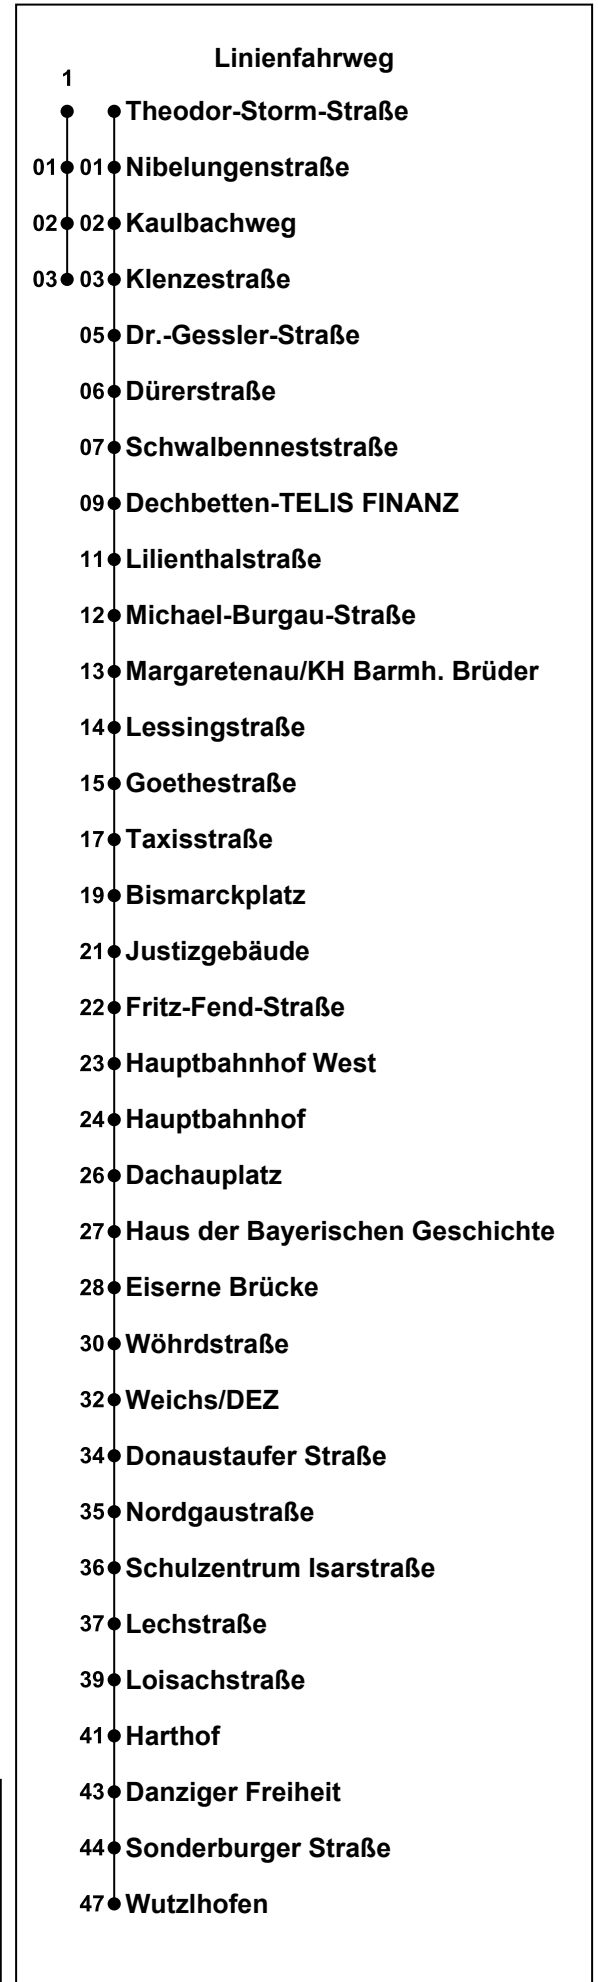 Linienfahrweg
1
Theodor-Storm-Straße
01 01 Nibelungenstraße
02 02 Kaulbachweg
03 03 Klenzestraße
05 Dr.-Gessler-Straße
06 Dürerstraße
07 Schwalbenneststraße
09 Dechbetten-TELIS FINANZ
11 Lilienthalstraße
12 Michael-Burgau-Straße
13 Margaretenau/KH Barmh. Brüder
14 Lessingstraße
15 Goethestraße
17 Taxisstraße
19 Bismarckplatz
21 Justizgebäude
22 Fritz-Fend-Straße
23 Hauptbahnhof West
24 Hauptbahnhof
26 Dachauplatz
27 Haus der Bayerischen Geschichte
28 Eiserne Brücke
30 Wöhrdstraße
32 Weichs/DEZ
34 Donaustaufer Straße
35 Nordgaustraße
36 Schulzentrum Isarstraße
37 Lechstraße
39 Loisachstraße
41 Harthof
43 Danziger Freiheit
44 Sonderburger Straße
47 Wutzlhofen